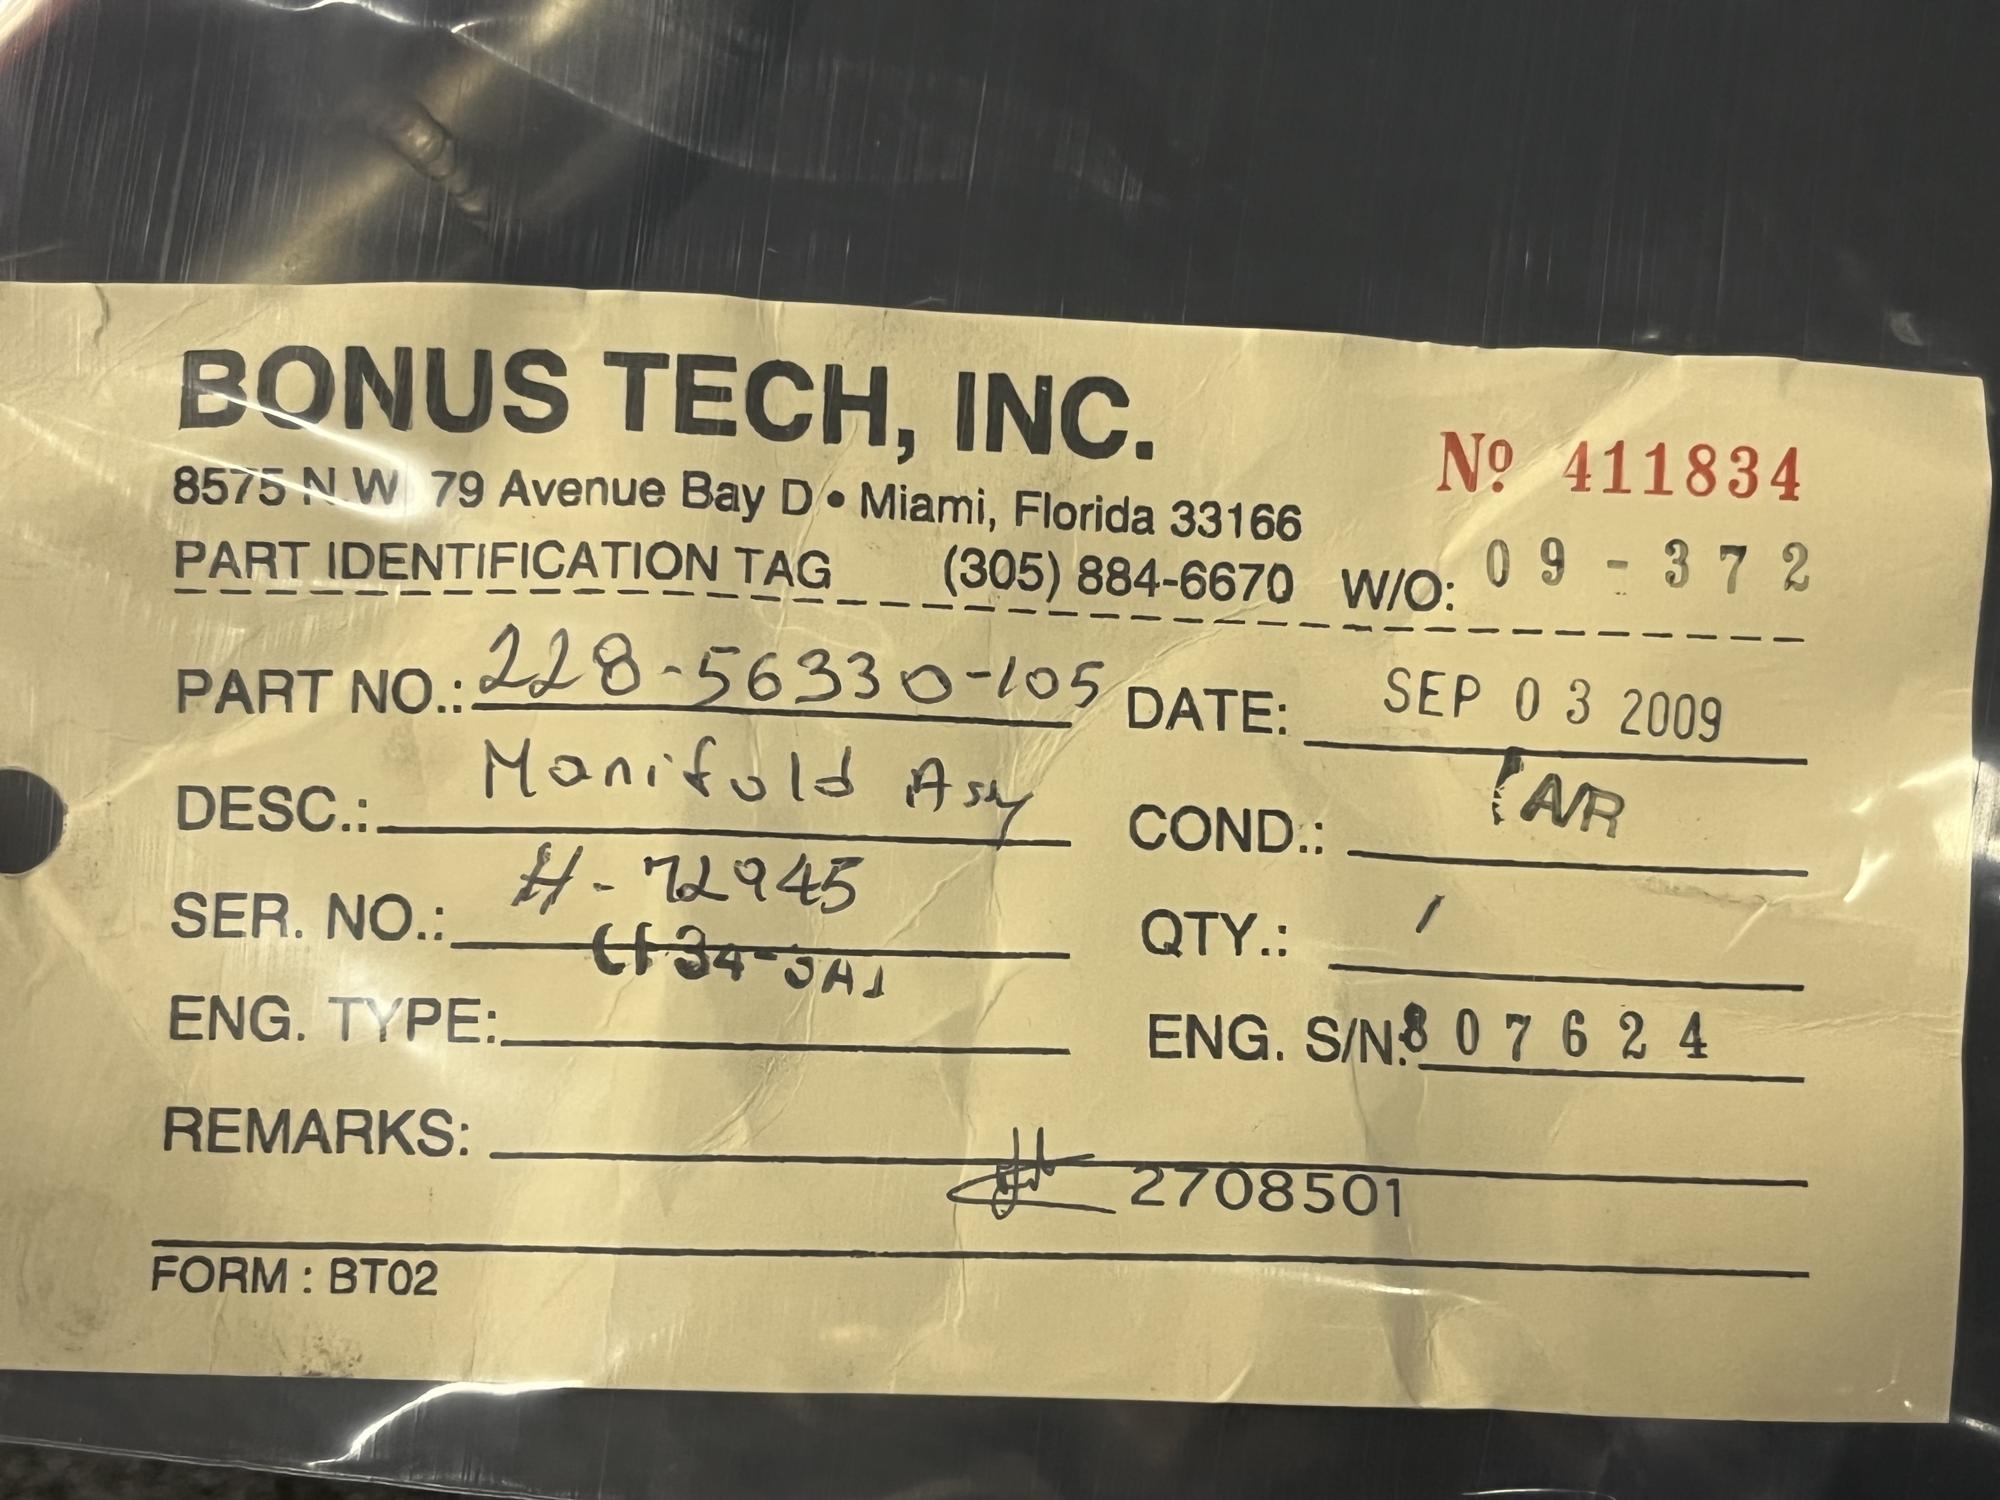 BONUS TECH, INC.
Nº 411834
8575 N.W. 79 Avenue Bay D • Miami, Florida 33166
PART IDENTIFICATION TAG (305) 884-6670 W/O: 09-372
PART NO.: 228-56330-105 DATE: SEP 03 2009
DESC.: Manifold Assy COND.: A/R
SER. NO.: H-72945 QTY.: 1
ENG. TYPE: CF34-3A1 ENG. S/N: 807624
REMARKS:
2708501
FORM : BT02